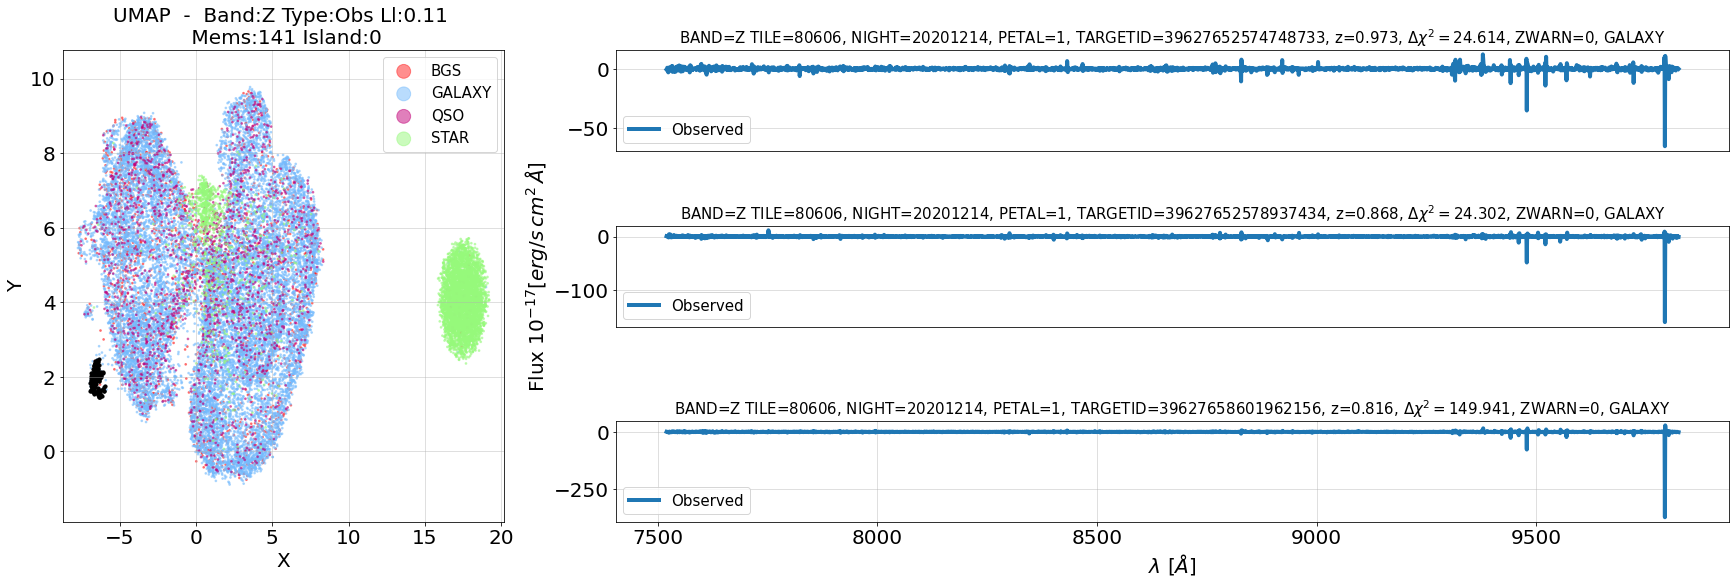 UMAP - Band:Z Type:Obs Ll:0.11
Mems:141 Island:0
BGS
GALAXY
QSO
STAR
Y
10
8
6
4
2
0
−5
0
5
10
15
20
X
BAND=Z TILE=80606, NIGHT=20201214, PETAL=1, TARGETID=39627652574748733, z=0.973, Δχ² = 24.614, ZWARN=0, GALAXY
0
−50
Observed
BAND=Z TILE=80606, NIGHT=20201214, PETAL=1, TARGETID=39627652578937434, z=0.868, Δχ² = 24.302, ZWARN=0, GALAXY
0
−100
Observed
Flux 10⁻¹⁷[erg/s cm² Å]
BAND=Z TILE=80606, NIGHT=20201214, PETAL=1, TARGETID=39627658601962156, z=0.816, Δχ² = 149.941, ZWARN=0, GALAXY
0
−250
Observed
7500
8000
8500
9000
9500
λ [Å]